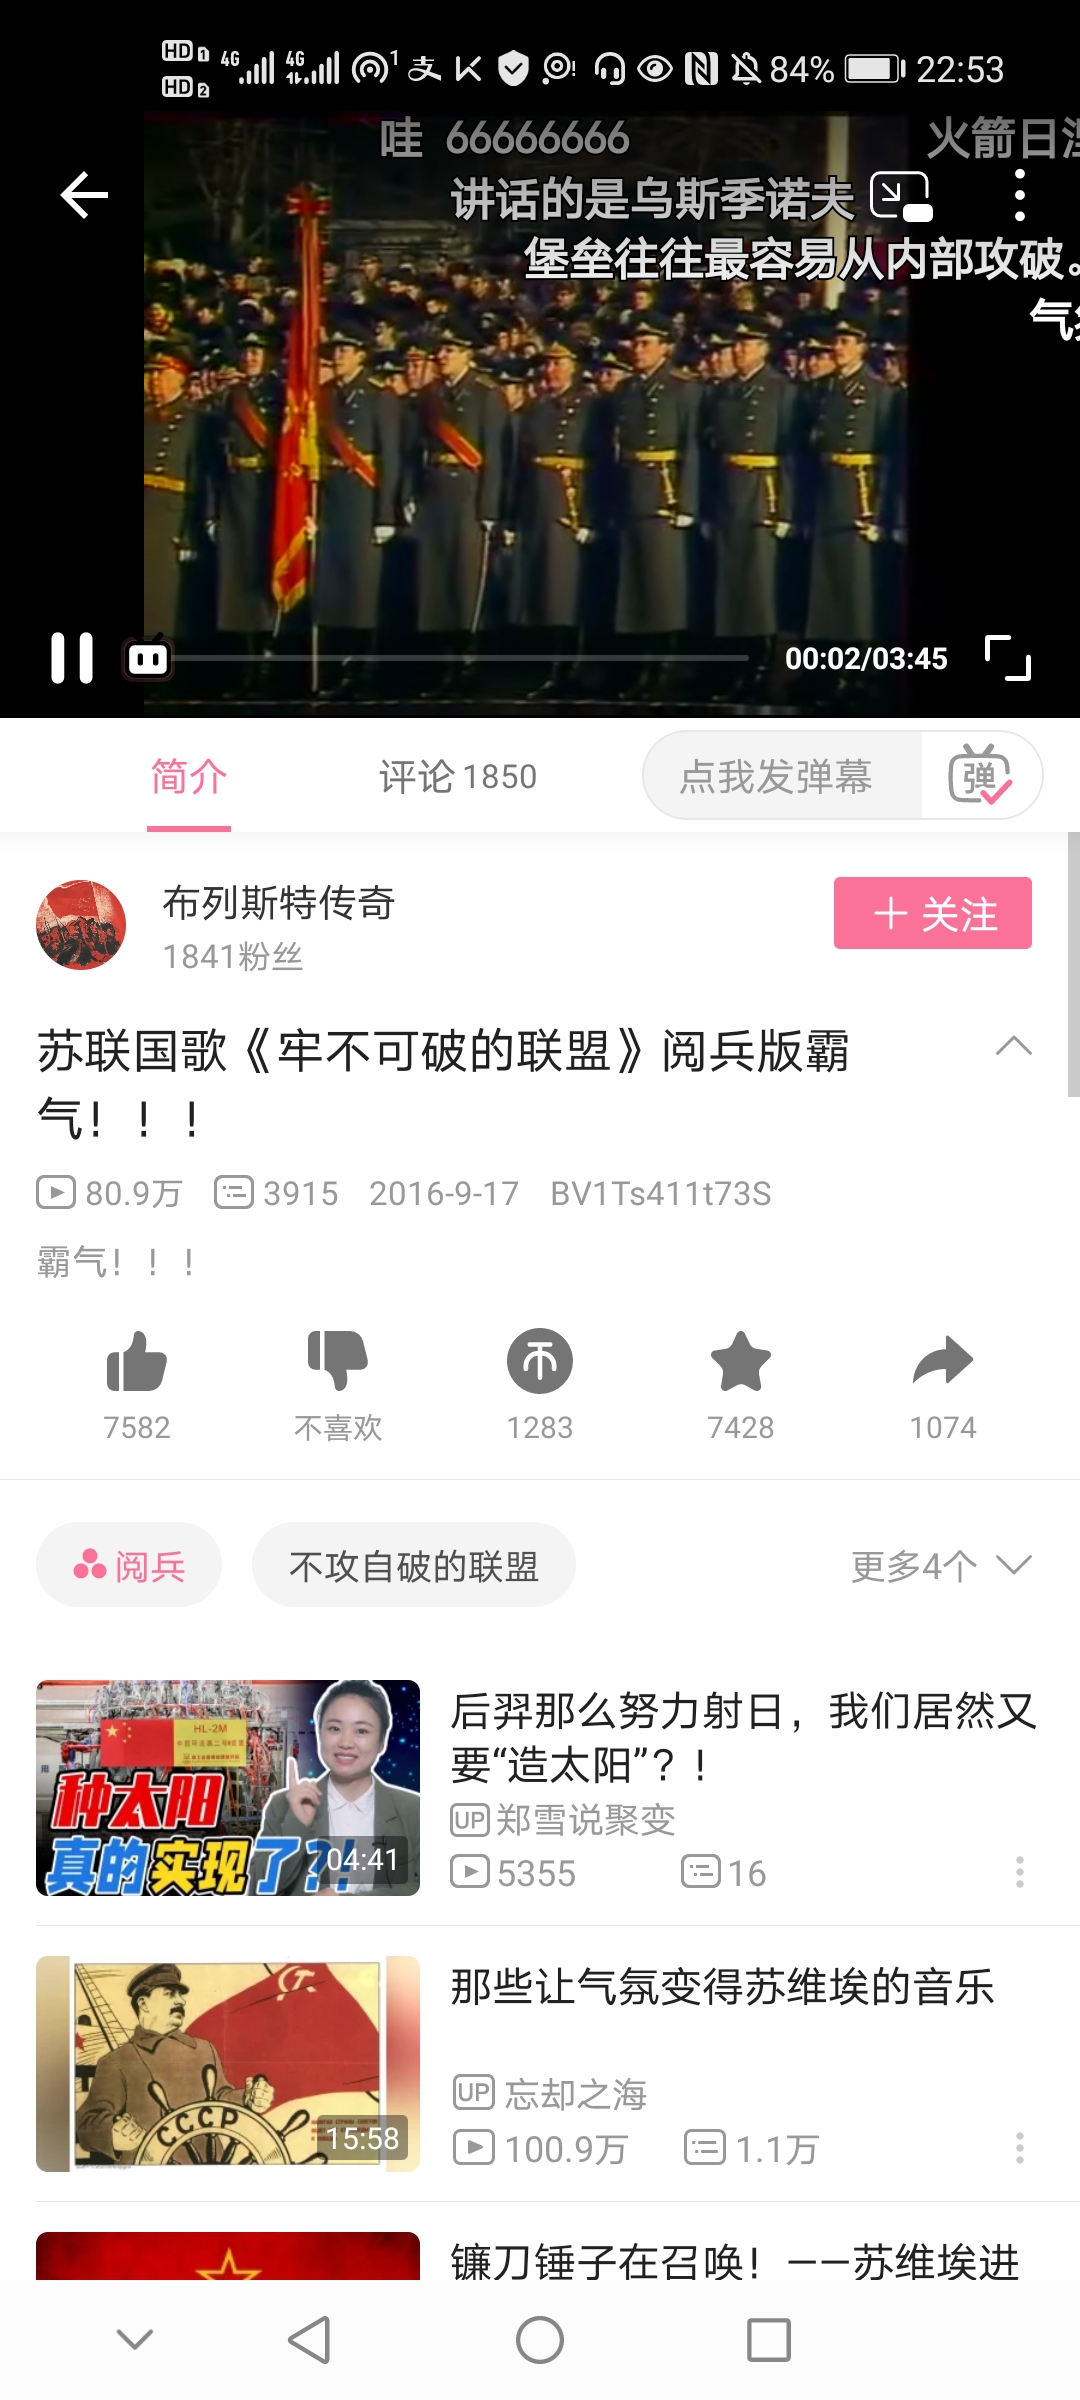 HD 1 4G 4G 1 支 84% 22:53
HD 2
哇 66666666 火箭日
讲话的是乌斯季诺夫
堡垒往往最容易从内部攻破。
气
00:02/03:45
简介 评论 1850 点我发弹幕 弹
布列斯特传奇
1841粉丝
+ 关注
苏联国歌《牢不可破的联盟》阅兵版霸
气！！！
80.9万 3915 2016-9-17 BV1Ts411t73S
霸气！！！
7582 不喜欢 1283 7428 1074
阅兵 不攻自破的联盟 更多4个
HL-2M
种太阳
真的实现了?!
04:41
后羿那么努力射日，我们居然又
要“造太阳”？！
UP 郑雪说聚变
5355 16
CCCP
15:58
那些让气氛变得苏维埃的音乐
UP 忘却之海
100.9万 1.1万
镰刀锤子在召唤！——苏维埃进